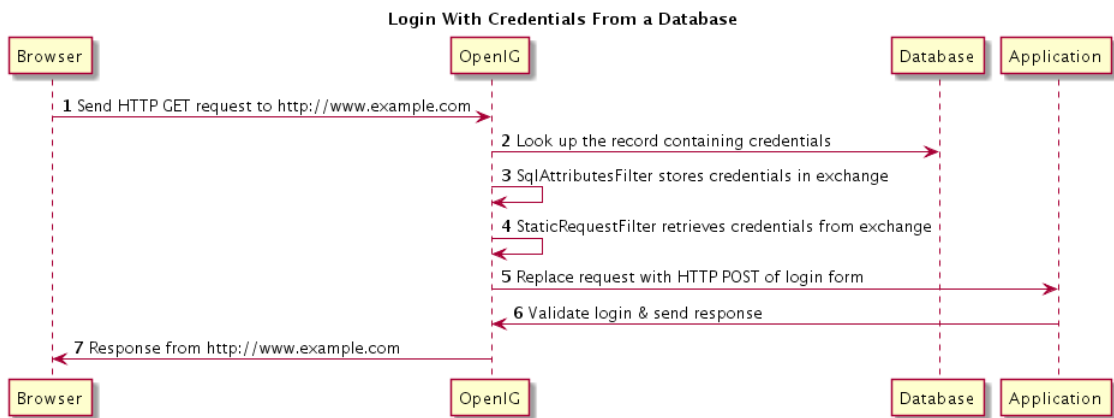 Login With Credentials From a Database
Browser OpenIG Database Application
1 Send HTTP GET request to http://www.example.com
2 Look up the record containing credentials
3 SqlAttributesFilter stores credentials in exchange
4 StaticRequestFilter retrieves credentials from exchange
5 Replace request with HTTP POST of login form
6 Validate login & send response
7 Response from http://www.example.com
Browser OpenIG Database Application